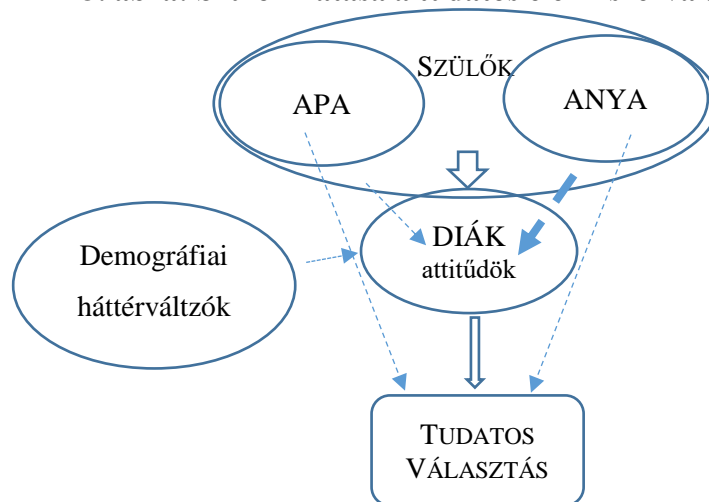 SZÜLŐK
APA
ANYA
DIÁK
attitűdök
Demográfiai
háttérváltzók
TUDATOS
VÁLASZTÁS